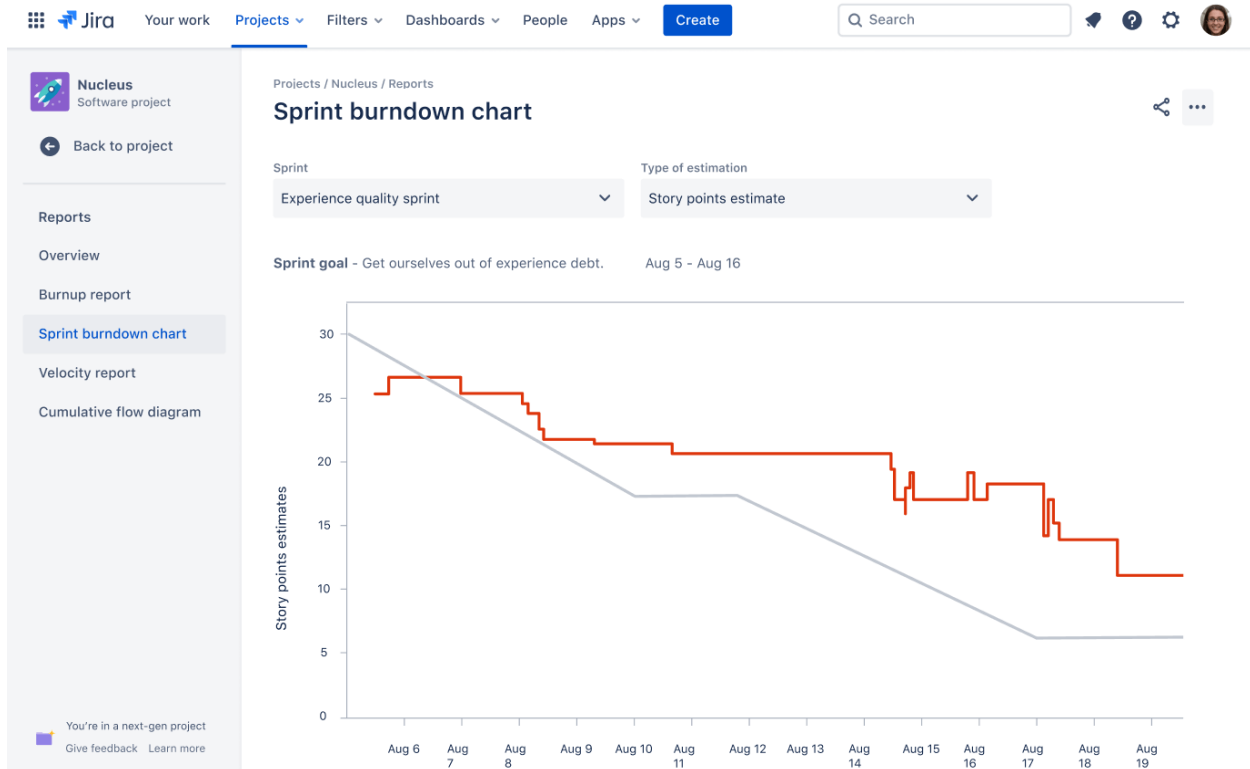 Jira Your work Projects Filters Dashboards People Apps Create Search
Nucleus
Software project
Back to project
Reports
Overview
Burnup report
Sprint burndown chart
Velocity report
Cumulative flow diagram
You're in a next-gen project
Give feedback Learn more
Projects / Nucleus / Reports
Sprint burndown chart
Sprint Type of estimation
Experience quality sprint Story points estimate
Sprint goal - Get ourselves out of experience debt. Aug 5 - Aug 16
Story points estimates
30
25
20
15
10
5
0
Aug 6 Aug 7 Aug 8 Aug 9 Aug 10 Aug 11 Aug 12 Aug 13 Aug 14 Aug 15 Aug 16 Aug 17 Aug 18 Aug 19